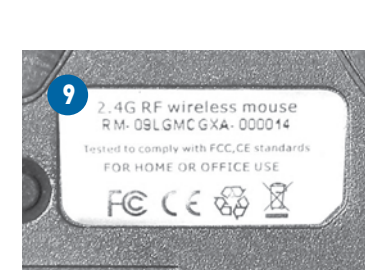 9
2.4G RF wireless mouse
RM- 09LGMCGXA- 000014
Tested to comply with FCC,CE standards
FOR HOME OR OFFICE USE
FC CE